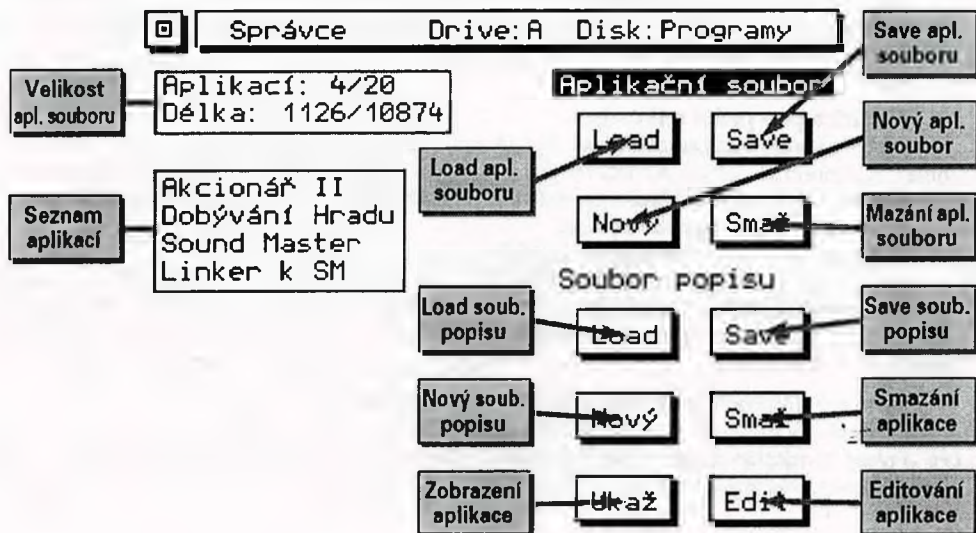 Správce Drive:A Disk:Programy
Save apl.
souboru
Velikost
apl. souboru
Aplikací: 4/20
Délka: 1126/10874
Aplikační soubor
Load
Save
Nový apl.
soubor
Load apl.
souboru
Seznam
aplikací
Akcionář II
Dobývání Hradu
Sound Master
Linker k SM
Nový
Smaž
Mazání apl.
souboru
Soubor popisu
Load soub.
popisu
Load
Save
Save soub.
popisu
Nový soub.
popisu
Nový
Smaž
Smazání
aplikace
Zobrazení
aplikace
Ukaž
Edit
Editování
aplikace